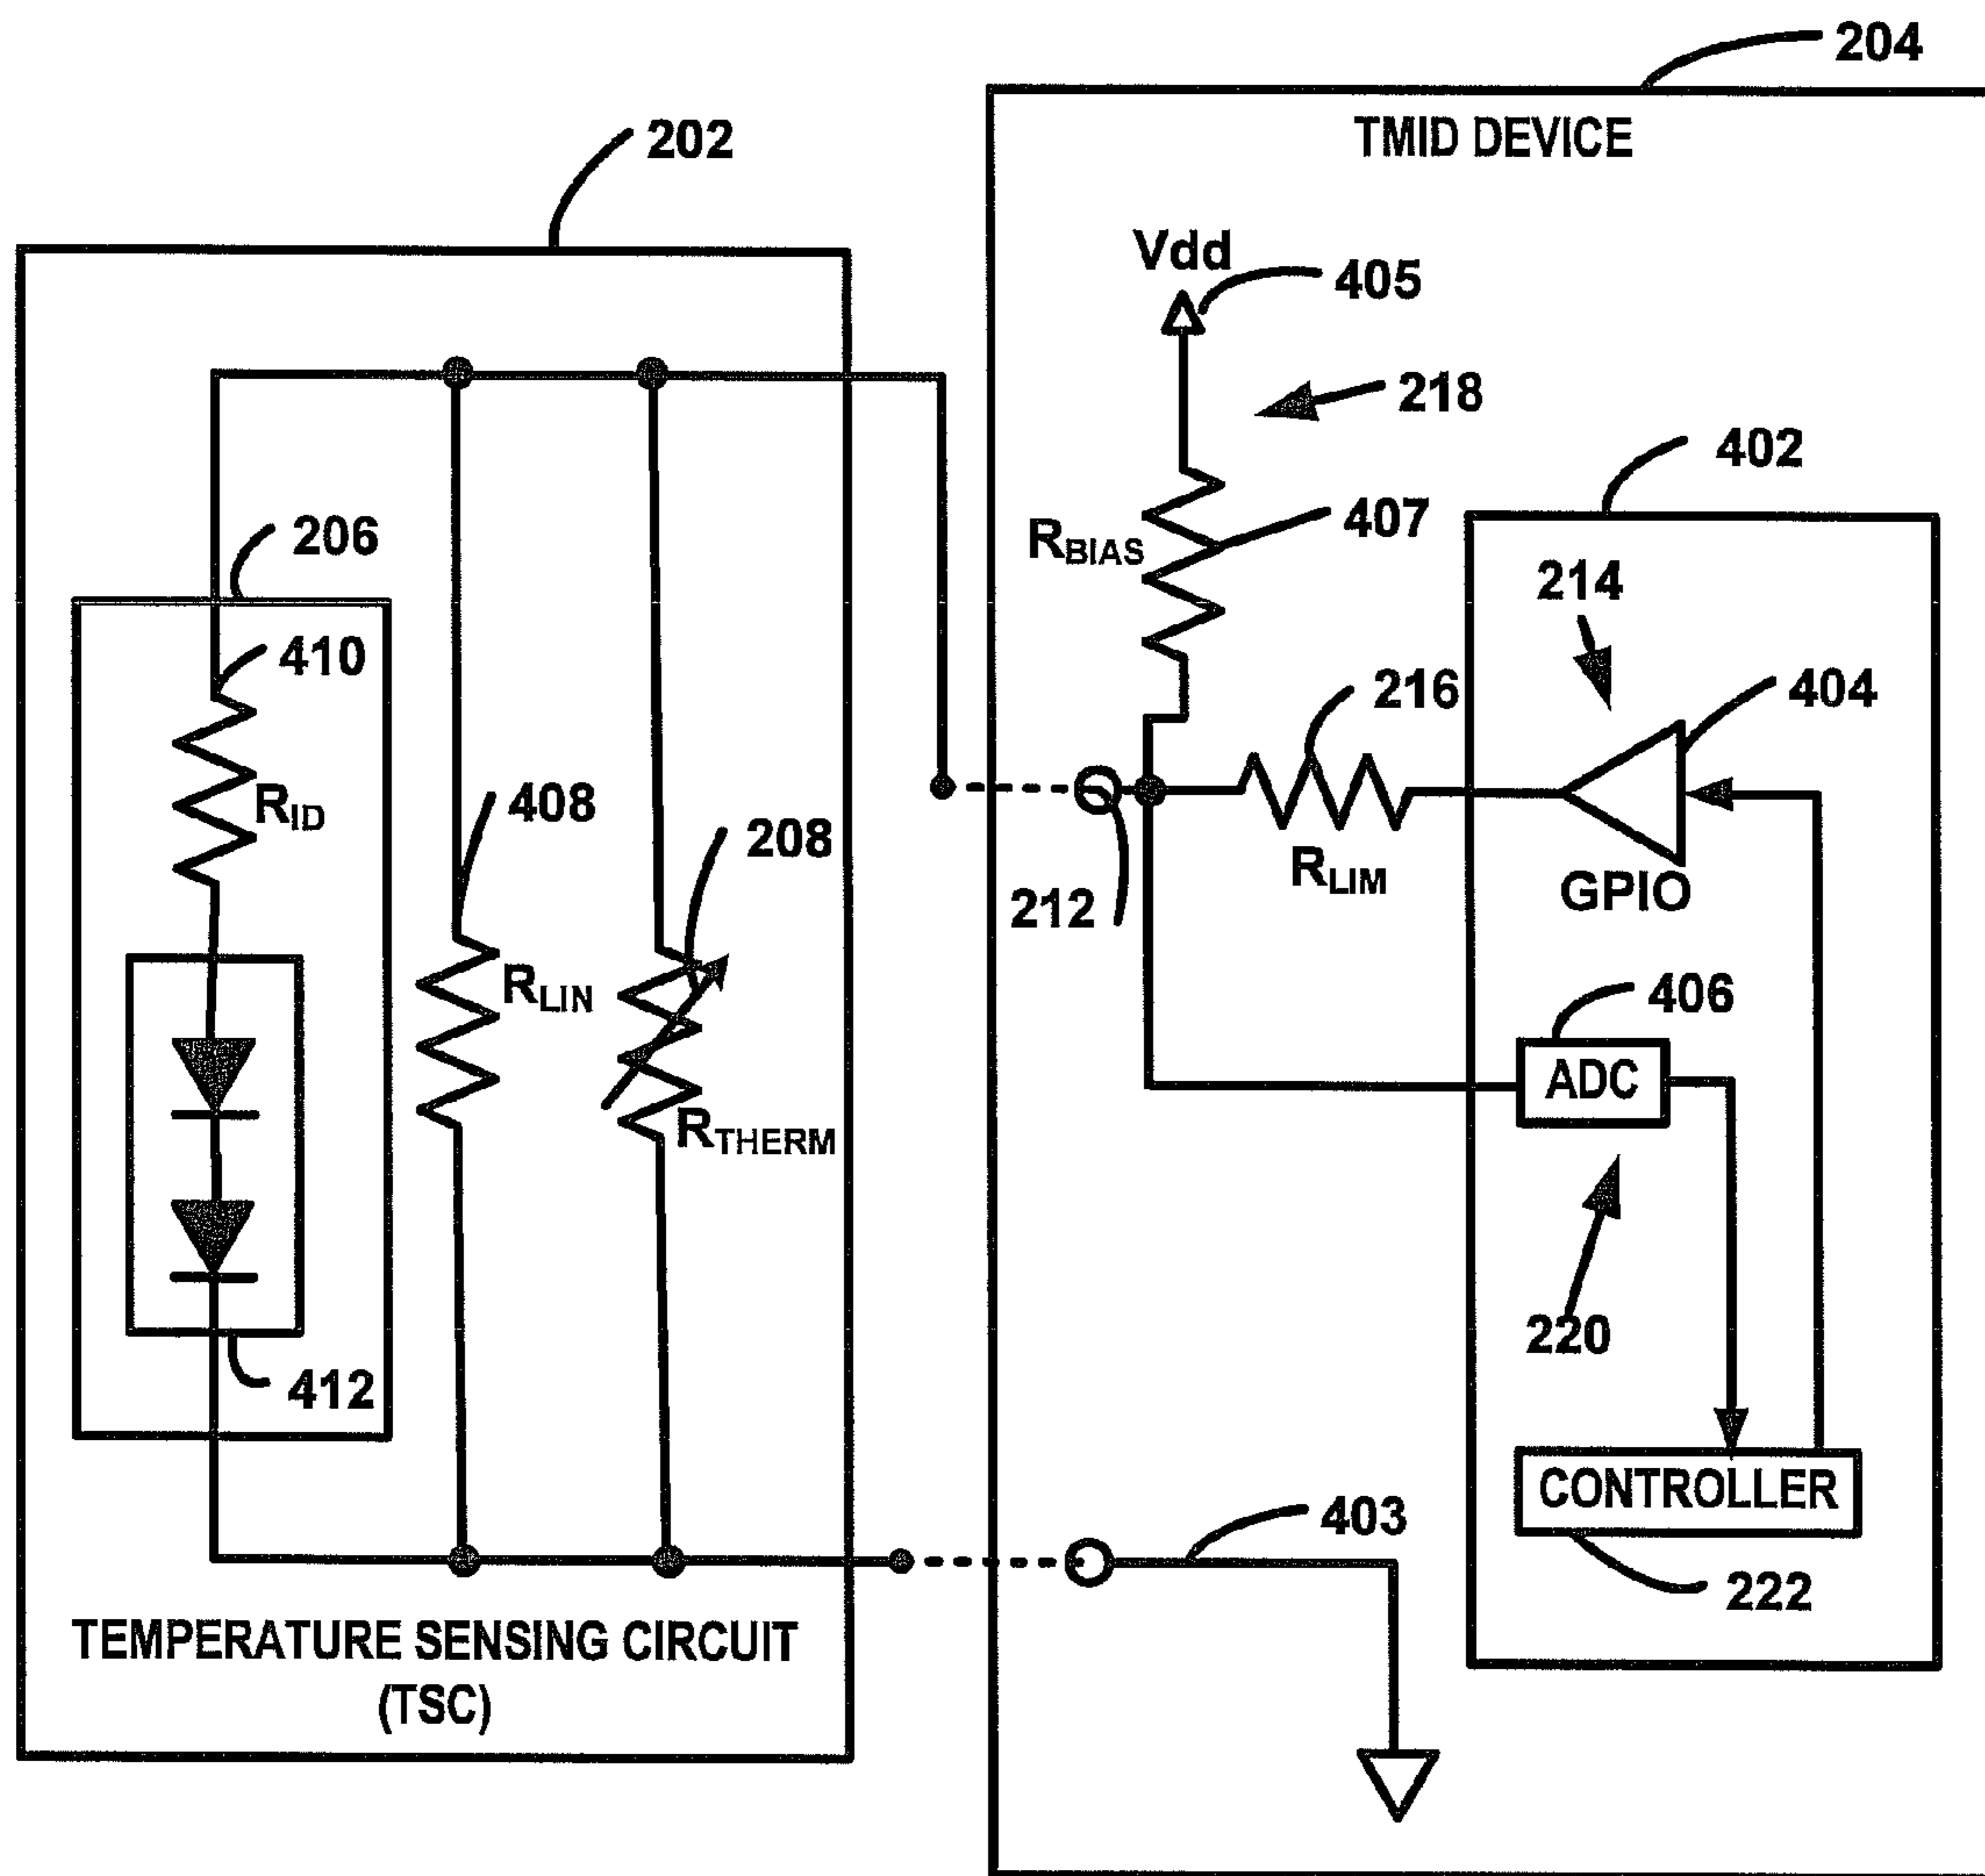 204
TMID DEVICE
202
Vdd
405
218
402
206
RBIAS
407
214
410
216
404
RID
408
208
212
RLIM
GPIO
RLIN
406
ADC
RTHERM
220
412
CONTROLLER
403
222
TEMPERATURE SENSING CIRCUIT
(TSC)